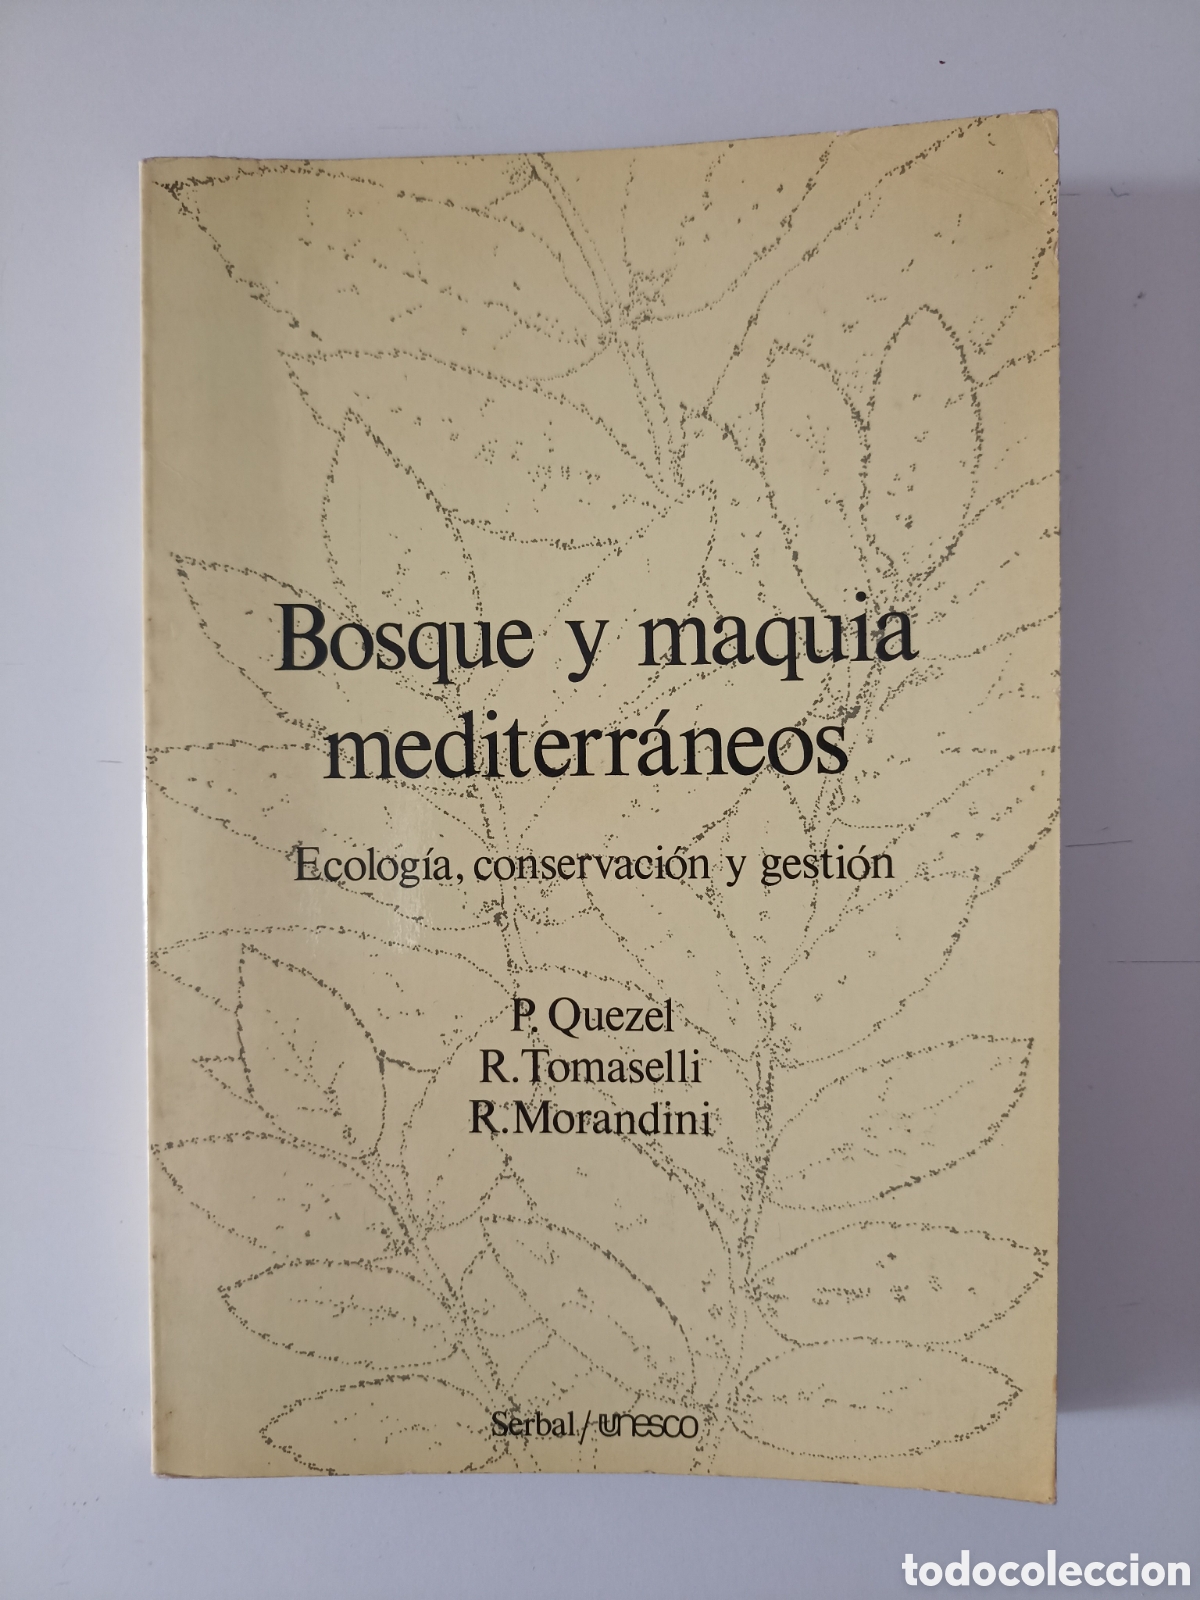 Bosque y maquia
mediterráneos
Ecología, conservación y gestión
P. Quezel
R. Tomaselli
R. Morandini
Serbal / unesco
todocoleccion